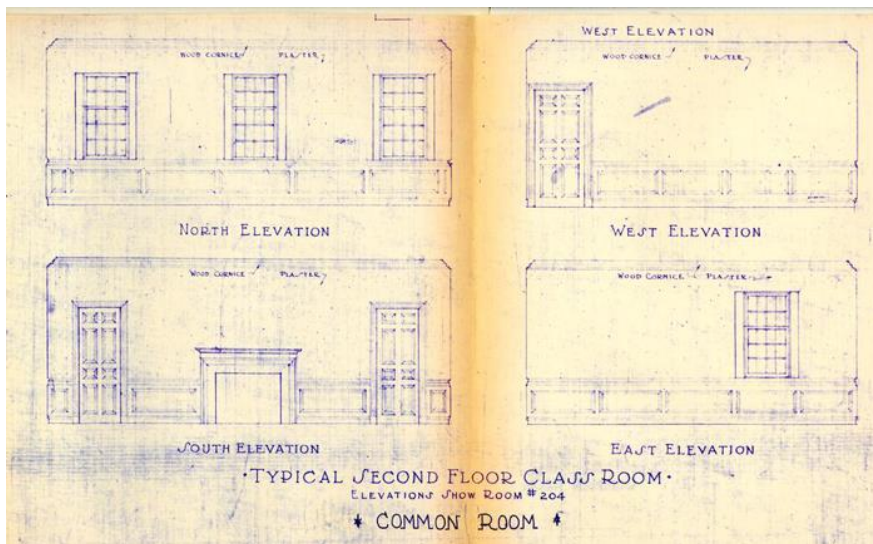 WOOD CORNICE PLASTER
NORTH ELEVATION
WEST ELEVATION
WOOD CORNICE PLASTER
WEST ELEVATION
WOOD CORNICE PLASTER
SOUTH ELEVATION
WOOD CORNICE PLASTER
EAST ELEVATION
·TYPICAL SECOND FLOOR CLASS ROOM·
ELEVATIONS SHOW ROOM #204
* COMMON ROOM *